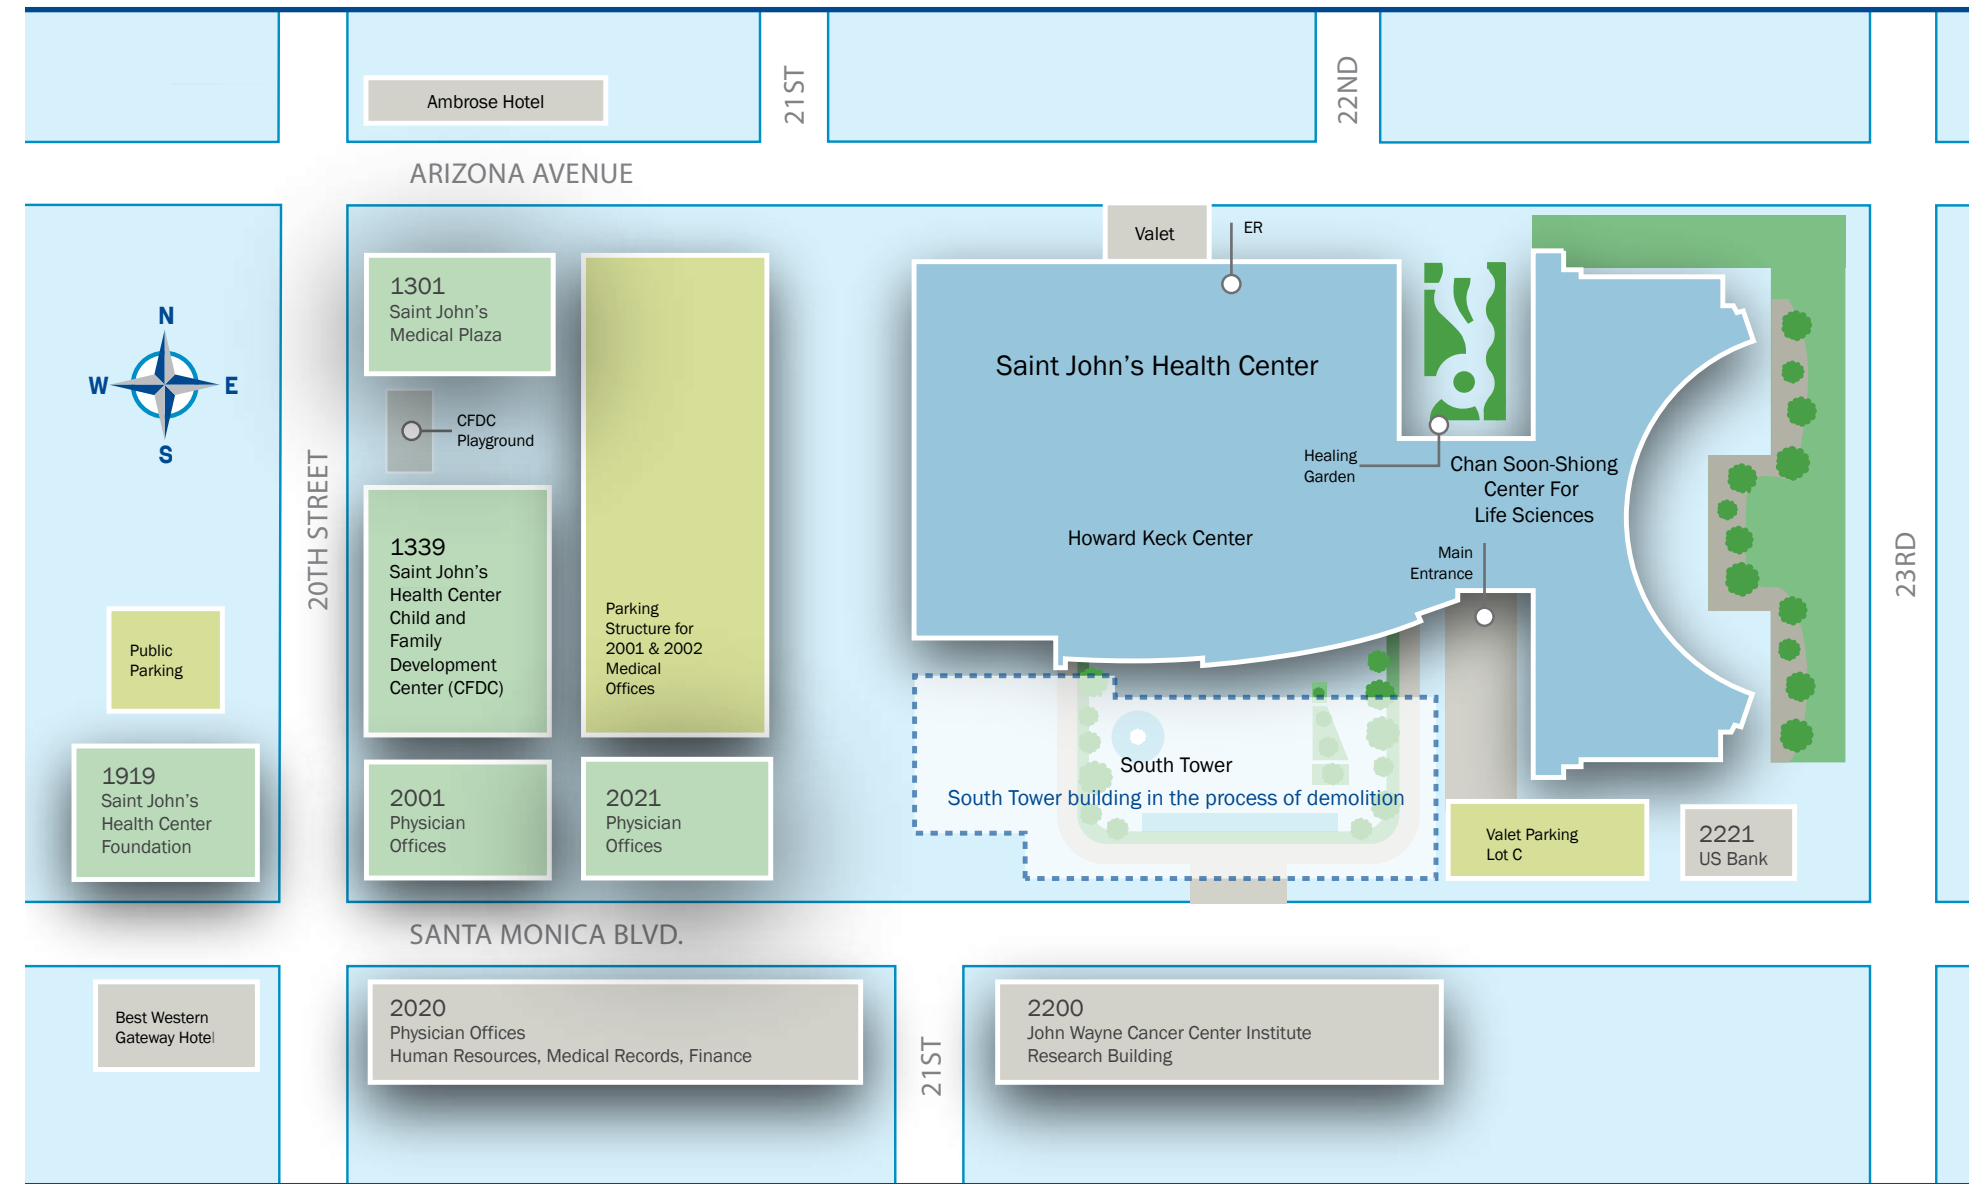 21ST
22ND
Ambrose Hotel
ARIZONA AVENUE
N
W
E
S
20TH STREET
1301
Saint John's
Medical Plaza
CFDC
Playground
1339
Saint John's
Health Center
Child and
Family
Development
Center (CFDC)
Parking
Structure for
2001 & 2002
Medical
Offices
Public
Parking
1919
Saint John's
Health Center
Foundation
2001
Physician
Offices
2021
Physician
Offices
Valet
ER
Saint John's Health Center
Healing
Garden
Chan Soon-Shiong
Center For
Life Sciences
Howard Keck Center
Main
Entrance
23RD
South Tower
South Tower building in the process of demolition
Valet Parking
Lot C
2221
US Bank
SANTA MONICA BLVD.
Best Western
Gateway Hotel
2020
Physician Offices
Human Resources, Medical Records, Finance
21ST
2200
John Wayne Cancer Center Institute
Research Building